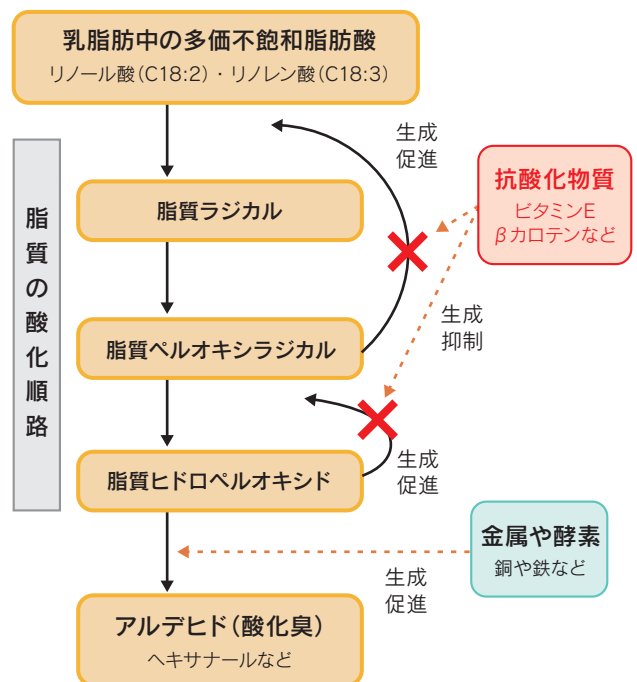 乳脂肪中の多価不飽和脂肪酸
リノール酸（C18:2）・リノレン酸（C18:3）
生成
促進
抗酸化物質
ビタミンE
βカロテンなど
脂質の酸化順路
脂質ラジカル
生成
抑制
脂質ペルオキシラジカル
生成
促進
脂質ヒドロペルオキシド
金属や酵素
銅や鉄など
生成
促進
アルデヒド（酸化臭）
ヘキサナールなど